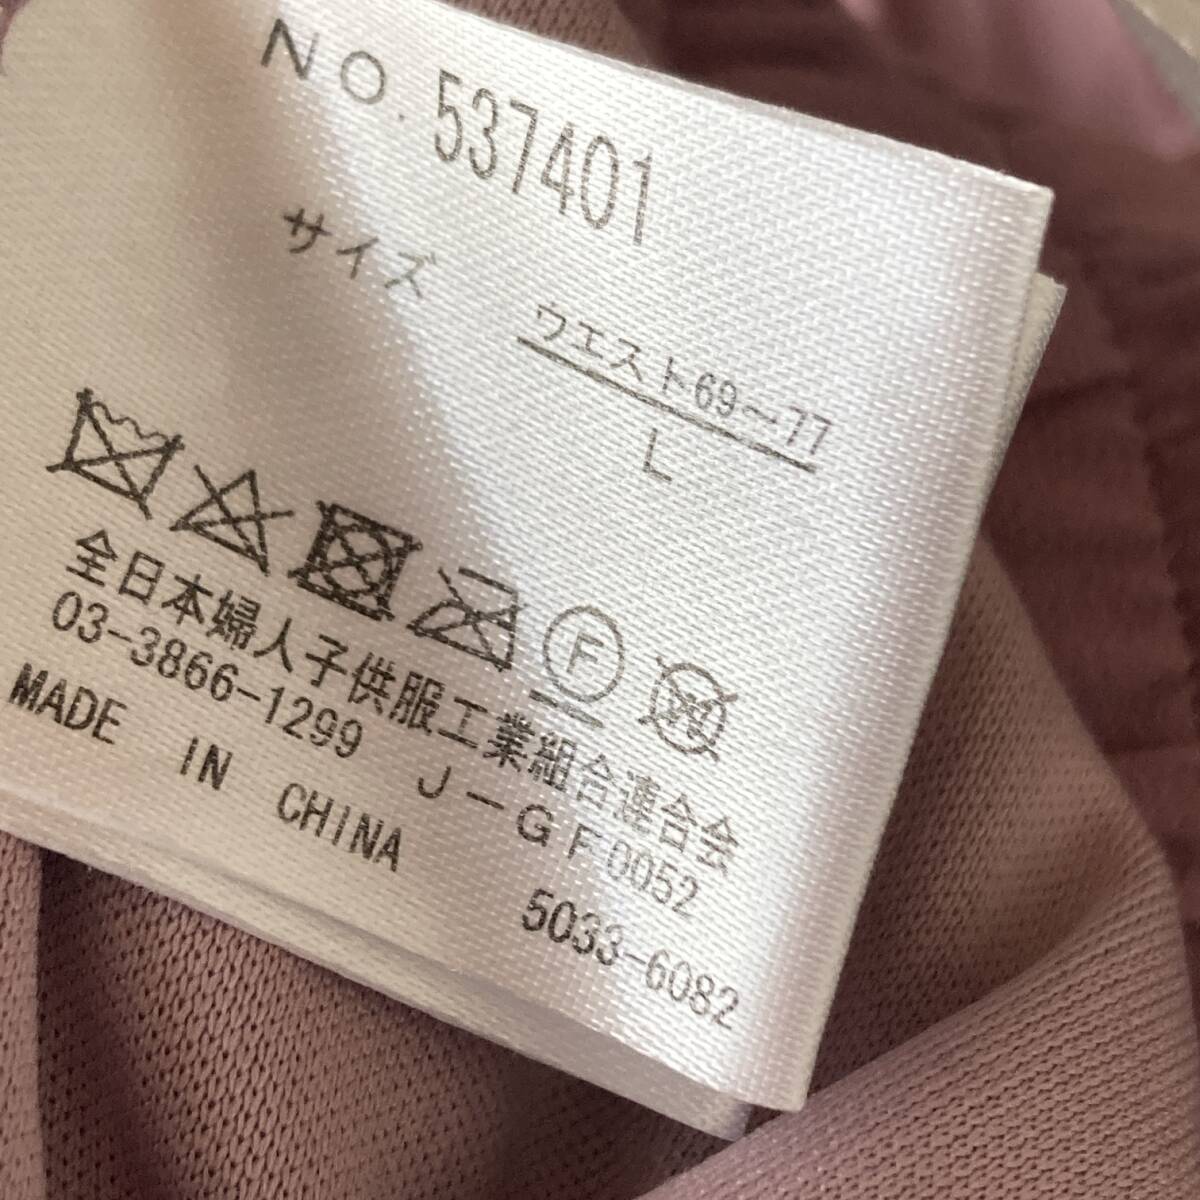 NO. 537401
サイズ
ウエスト69~77
L
F
W
全日本婦人子供服工業組合連合会
03-3866-1299 J-GF0052
MADE IN CHINA 5033-6082